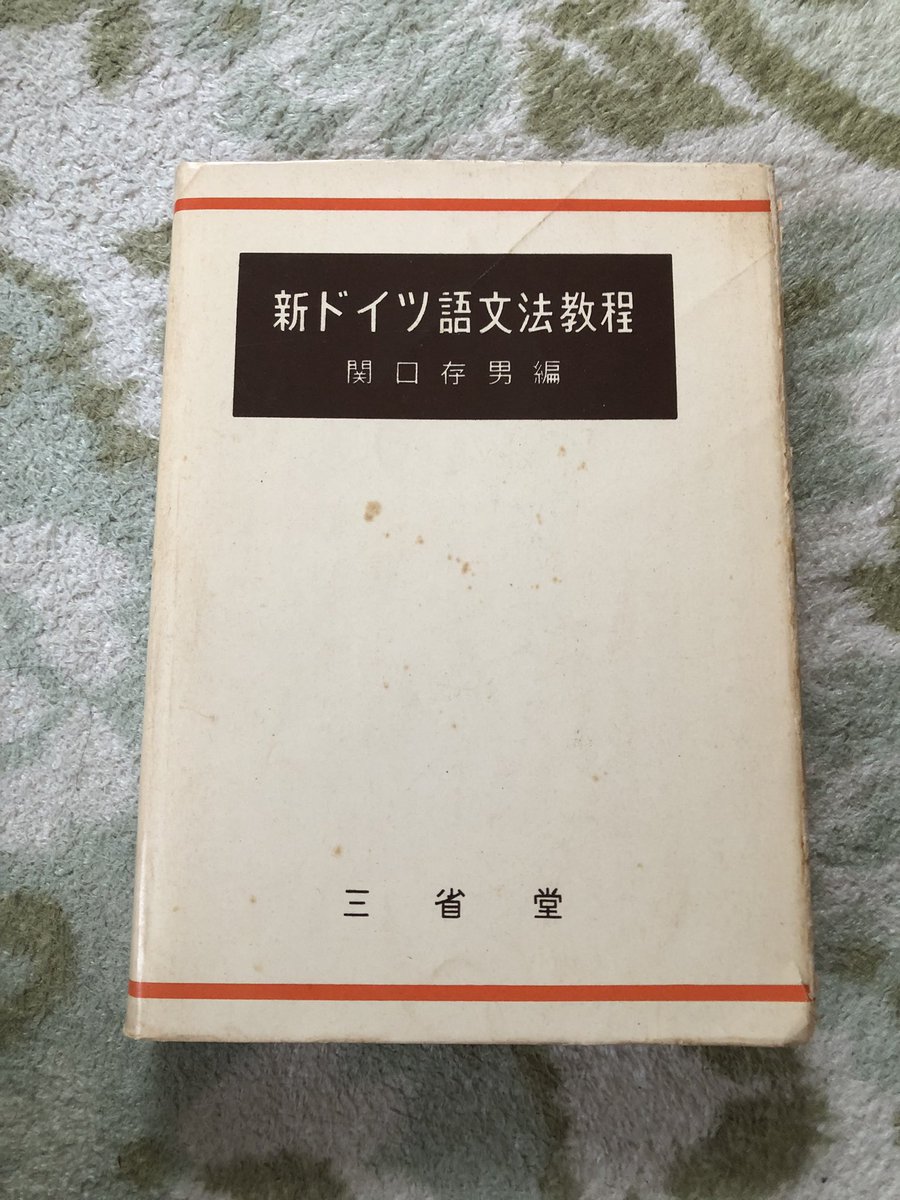 新ドイツ語文法教程
関口存男編
三省堂